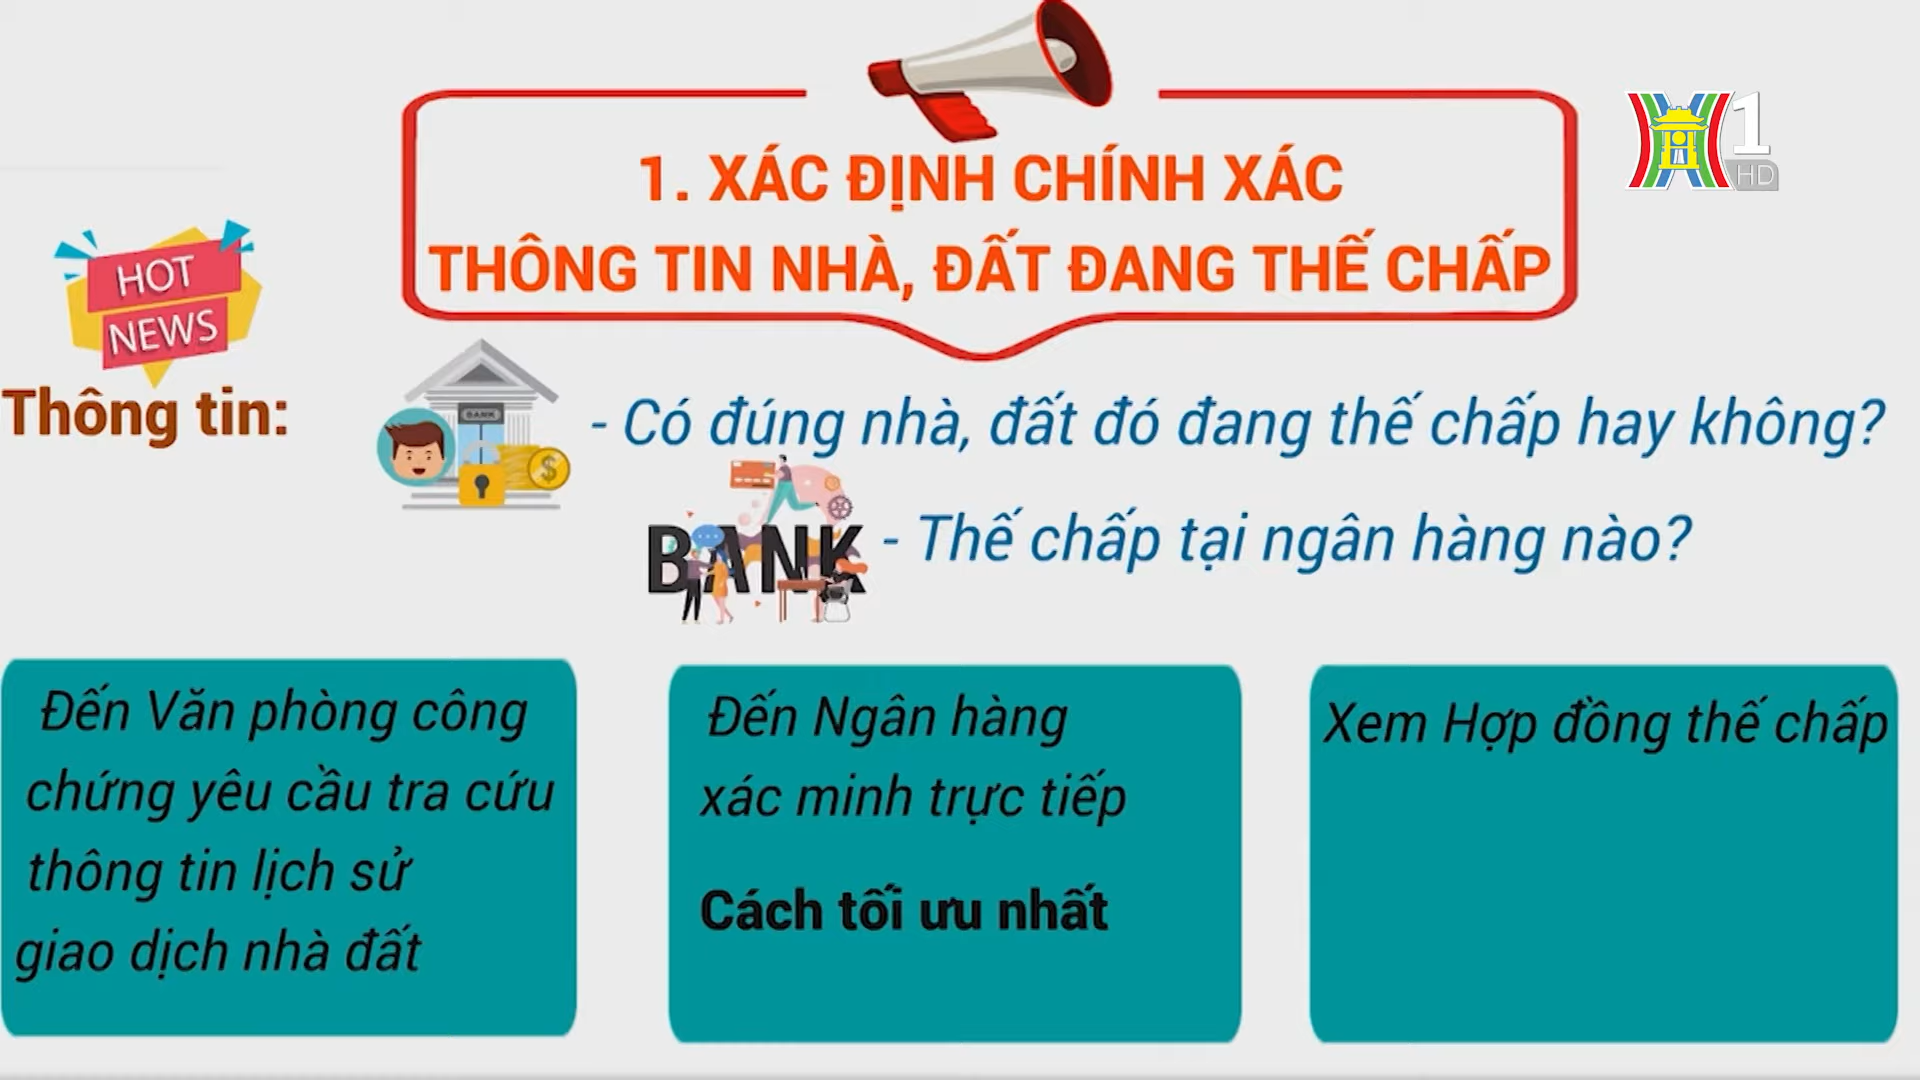 1
HD
1. XÁC ĐỊNH CHÍNH XÁC
THÔNG TIN NHÀ, ĐẤT ĐANG THẾ CHẤP
HOT
NEWS
Thông tin:
BANK
- Có đúng nhà, đất đó đang thế chấp hay không?
BANK
- Thế chấp tại ngân hàng nào?
Đến Văn phòng công
chứng yêu cầu tra cứu
thông tin lịch sử
giao dịch nhà đất
Đến Ngân hàng
xác minh trực tiếp
Cách tối ưu nhất
Xem Hợp đồng thế chấp